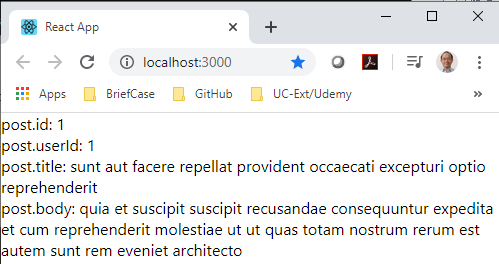 React App
localhost:3000
Apps BriefCase GitHub UC-Ext/Udemy
post.id: 1
post.userId: 1
post.title: sunt aut facere repellat provident occaecati excepturi optio
reprehenderit
post.body: quia et suscipit suscipit recusandae consequuntur expedita
et cum reprehenderit molestiae ut ut quas totam nostrum rerum est
autem sunt rem eveniet architecto